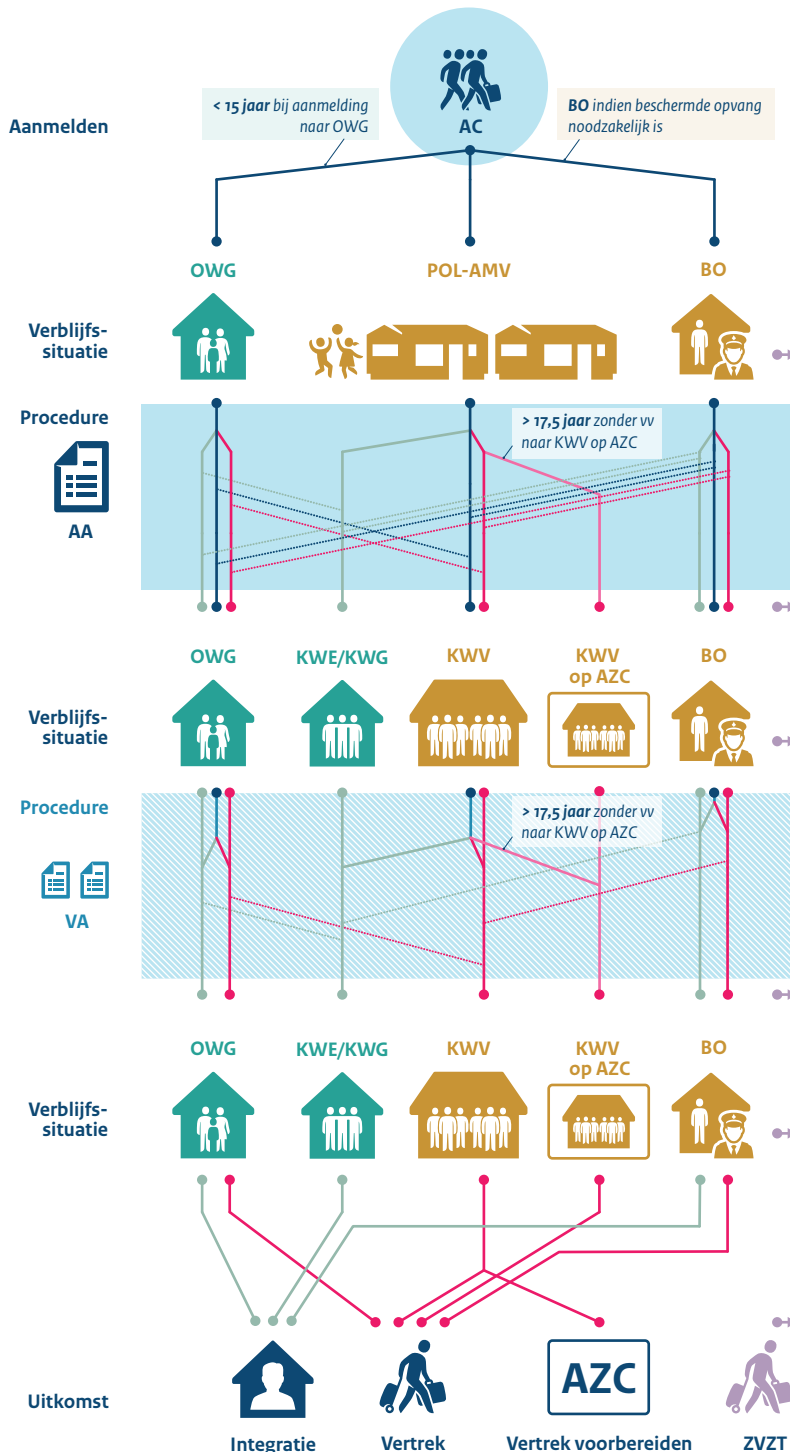 Aanmelden
< 15 jaar bij aanmelding
naar OWG
AC
BO indien beschermde opvang
noodzakelijk is
OWG
POL-AMV
BO
Verblijfs-
situatie
Procedure
AA
> 17,5 jaar zonder vv
naar KWV op AZC
OWG
KWE/KWG
KWV
KWV
op AZC
BO
Verblijfs-
situatie
Procedure
VA
> 17,5 jaar zonder vv
naar KWV op AZC
OWG
KWE/KWG
KWV
KWV
op AZC
BO
Verblijfs-
situatie
Uitkomst
AZC
Integratie
Vertrek
Vertrek voorbereiden
ZVZT